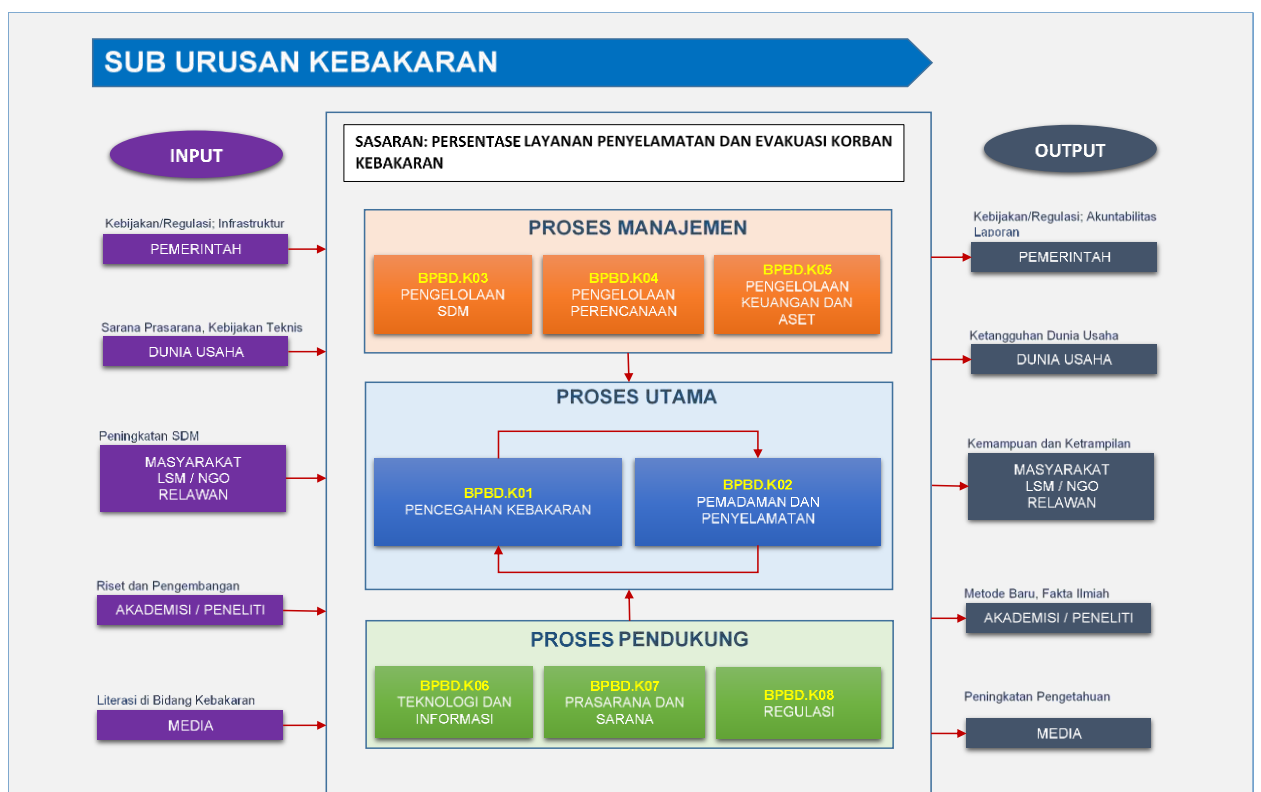 SUB URUSAN KEBAKARAN
INPUT
SASARAN: PERSENTASE LAYANAN PENYELAMATAN DAN EVAKUASI KORBAN
KEBAKARAN
OUTPUT
Kebijakan/Regulasi; Infrastruktur
PEMERINTAH
Sarana Prasarana, Kebijakan Teknis
DUNIA USAHA
Peningkatan SDM
MASYARAKAT
LSM / NGO
RELAWAN
Riset dan Pengembangan
AKADEMISI / PENELITI
Literasi di Bidang Kebakaran
MEDIA
PROSES MANAJEMEN
BPBD.K03
PENGELOLAAN
SDM
BPBD.K04
PENGELOLAAN
PERENCANAAN
BPBD.K05
PENGELOLAAN
KEUANGAN DAN
ASET
PROSES UTAMA
BPBD.K01
PENCEGAHAN KEBAKARAN
BPBD.K02
PEMADAMAN DAN
PENYELAMATAN
PROSES PENDUKUNG
BPBD.K06
TEKNOLOGI DAN
INFORMASI
BPBD.K07
PRASARANA DAN
SARANA
BPBD.K08
REGULASI
Kebijakan/Regulasi; Akuntabilitas
Laporan
PEMERINTAH
Ketangguhan Dunia Usaha
DUNIA USAHA
Kemampuan dan Ketrampilan
MASYARAKAT
LSM / NGO
RELAWAN
Metode Baru, Fakta Ilmiah
AKADEMISI / PENELITI
Peningkatan Pengetahuan
MEDIA